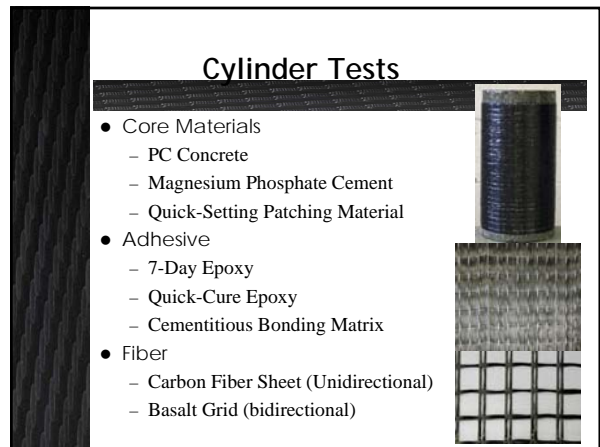 Cylinder Tests
● Core Materials
– PC Concrete
– Magnesium Phosphate Cement
– Quick-Setting Patching Material
● Adhesive
– 7-Day Epoxy
– Quick-Cure Epoxy
– Cementitious Bonding Matrix
● Fiber
– Carbon Fiber Sheet (Unidirectional)
– Basalt Grid (bidirectional)